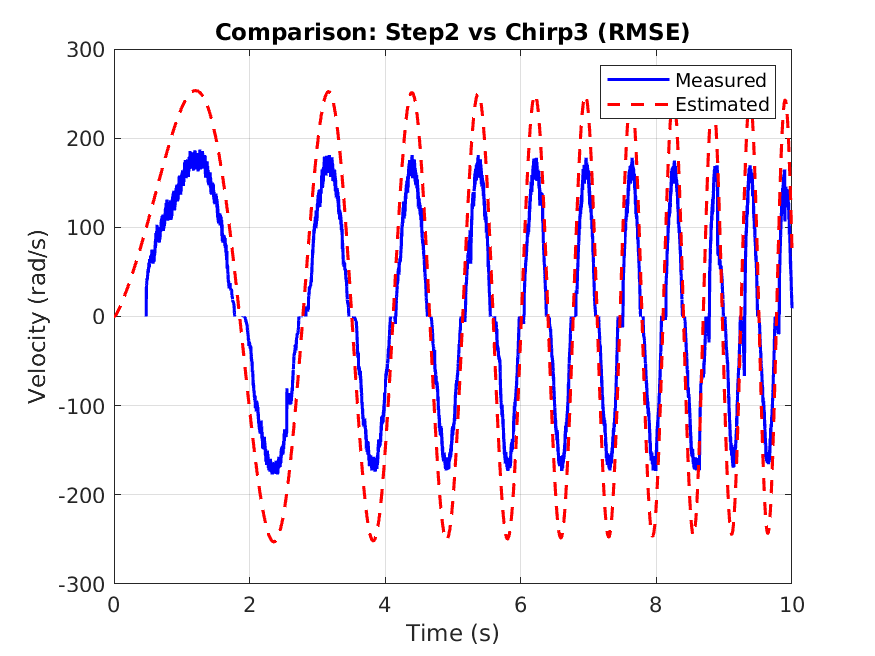 Comparison: Step2 vs Chirp3 (RMSE)
Measured
Estimated
300
200
100
0
-100
-200
-300
Velocity (rad/s)
0 2 4 6 8 10
Time (s)